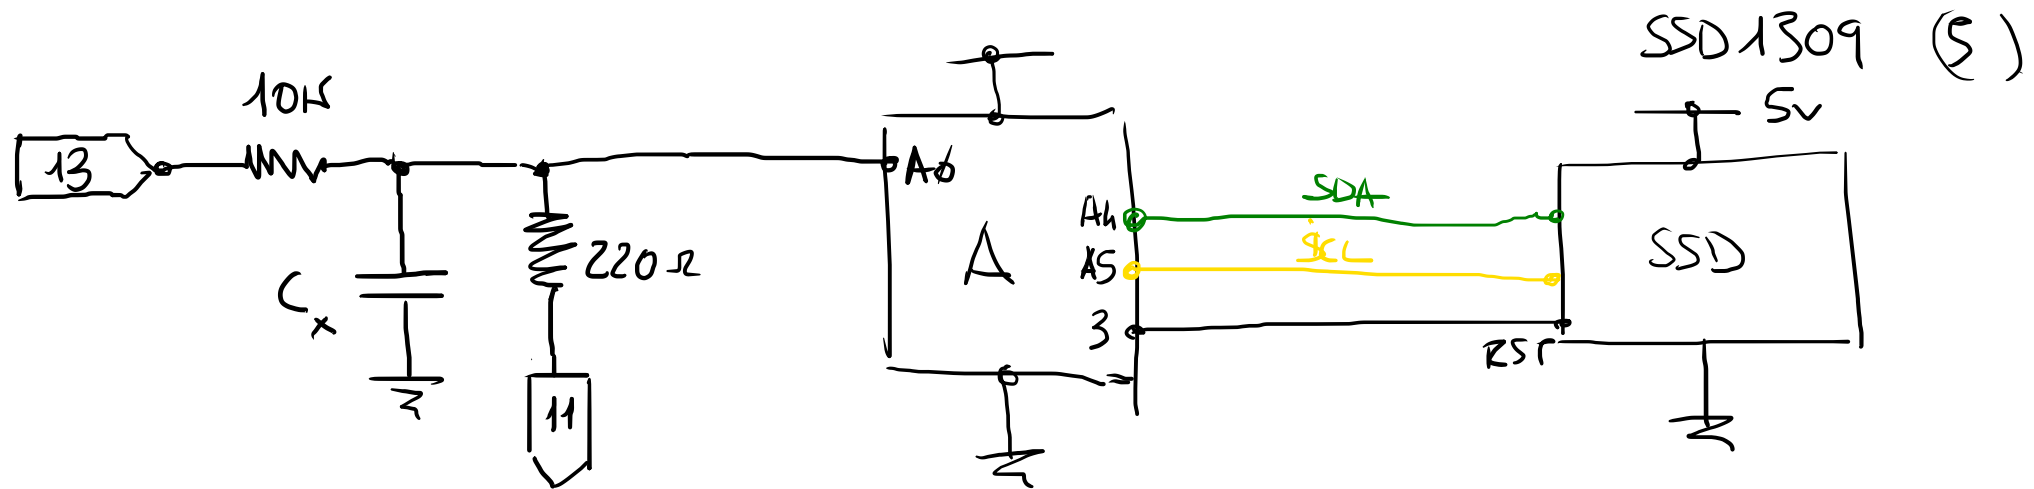 SSD1309 (5)
5v
10K
13
A0
SDA
A4
220Ω
A
SCL
SSD
A5
Cx
3
RST
11